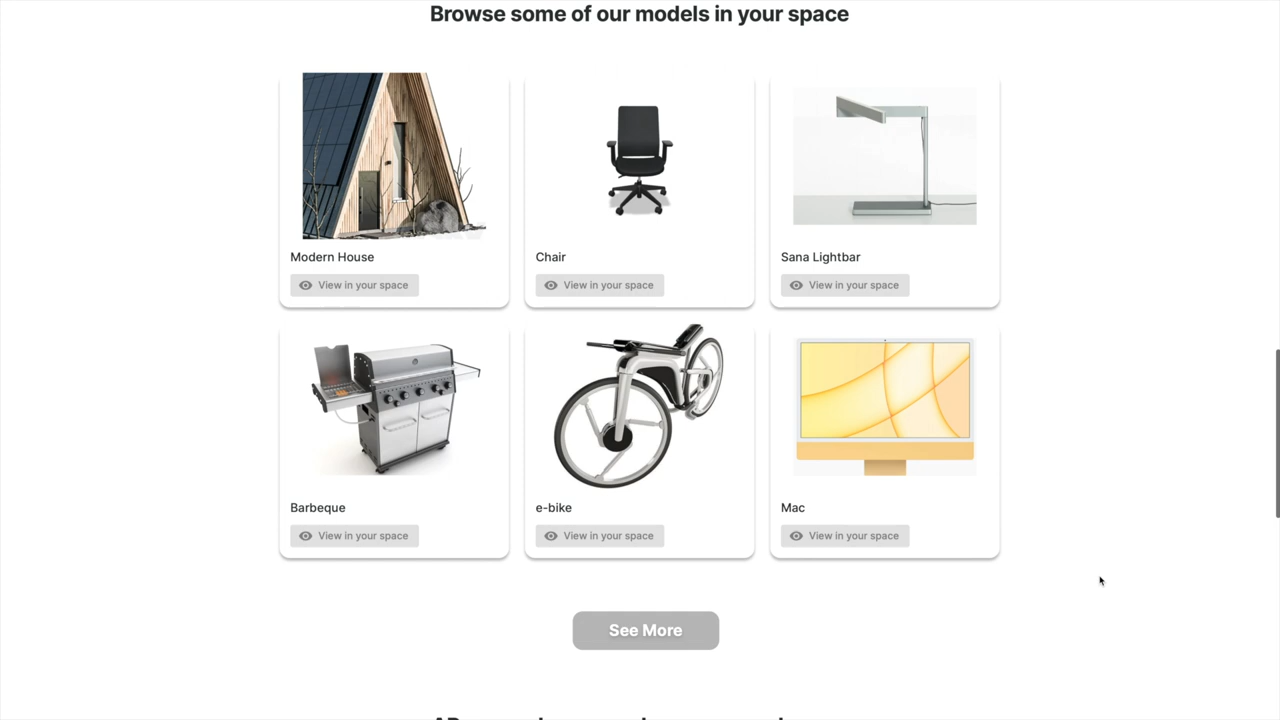 Browse some of our models in your space
Modern House
View in your space
Chair
View in your space
Sana Lightbar
View in your space
Barbeque
View in your space
e-bike
View in your space
Mac
View in your space
See More